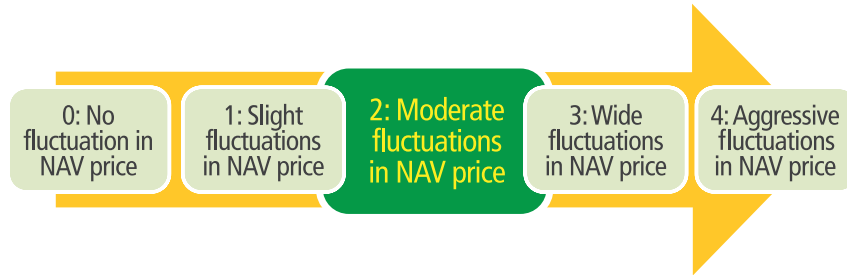 0: No
fluctuation in
NAV price
1: Slight
fluctuations
in NAV price
2: Moderate
fluctuations
in NAV price
3: Wide
fluctuations
in NAV price
4: Aggressive
fluctuations
in NAV price